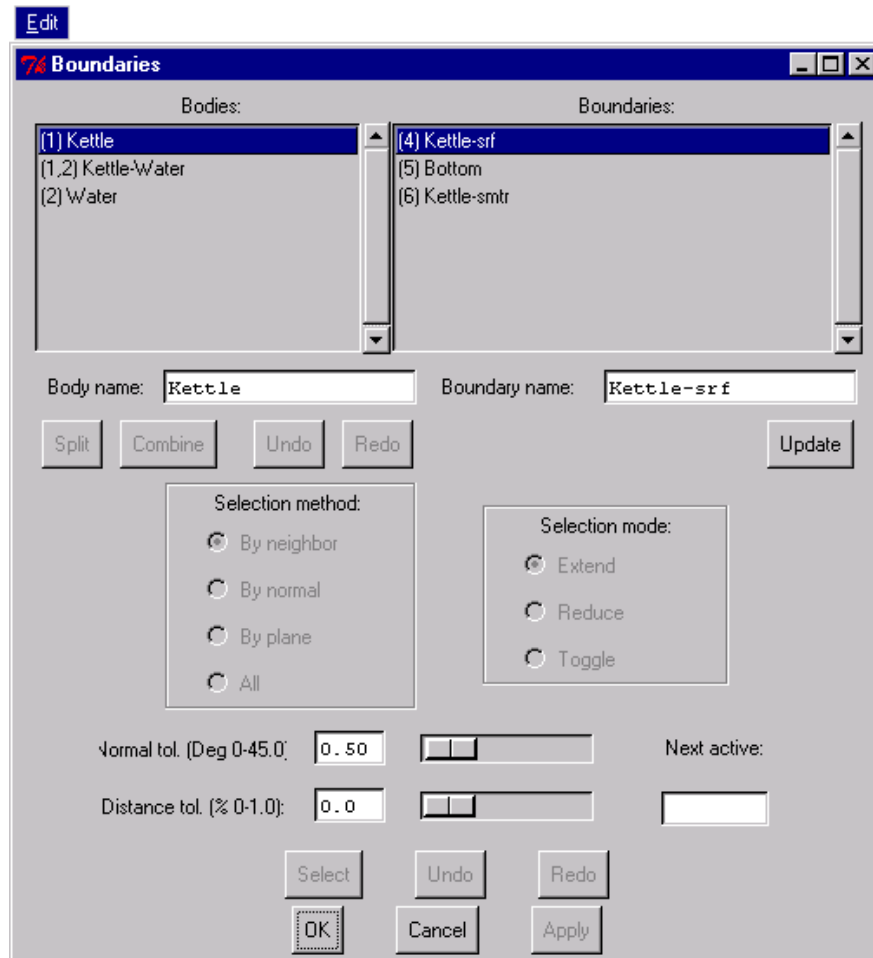 Edit
Boundaries
Bodies: Boundaries:
(1) Kettle (4) Kettle-srf
(1,2) Kettle-Water (5) Bottom
(2) Water (6) Kettle-smtr
Body name: Kettle Boundary name: Kettle-srf
Split Combine Undo Redo Update
Selection method: Selection mode:
By neighbor Extend
By normal Reduce
By plane Toggle
All
Normal tol. (Deg 0-45.0) 0.50 Next active:
Distance tol. (% 0-1.0): 0.0
Select Undo Redo
OK Cancel Apply